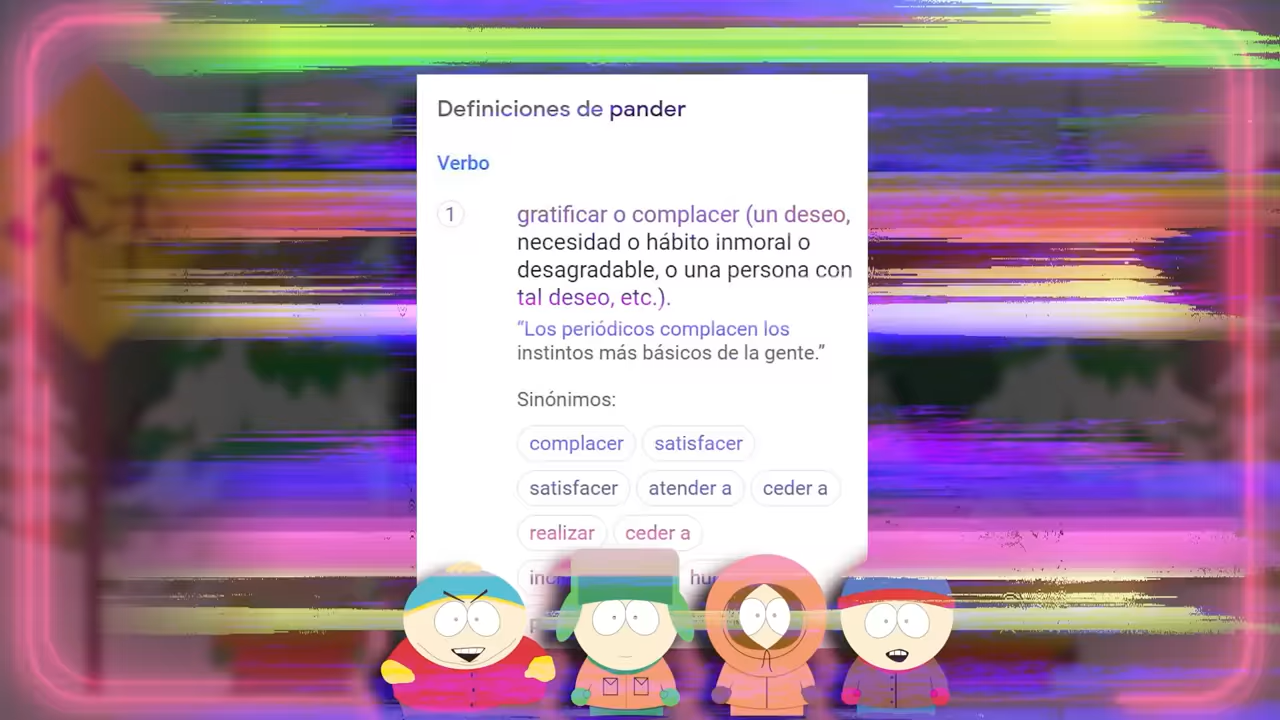 Definiciones de pander
Verbo
1
gratificar o complacer (un deseo,
necesidad o hábito inmoral o
desagradable, o una persona con
tal deseo, etc.).
“Los periódicos complacen los
instintos más básicos de la gente.”
Sinónimos:
complacer satisfacer
satisfacer atender a ceder a
realizar ceder a